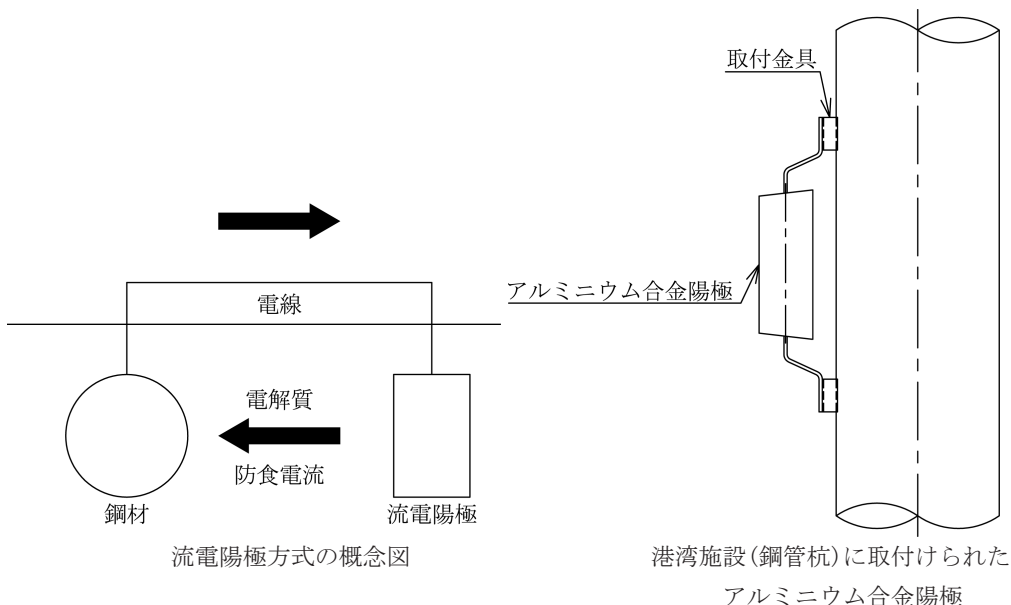 電線
電解質
防食電流
鋼材
流電陽極
流電陽極方式の概念図
取付金具
アルミニウム合金陽極
港湾施設(鋼管杭)に取付けられた
アルミニウム合金陽極